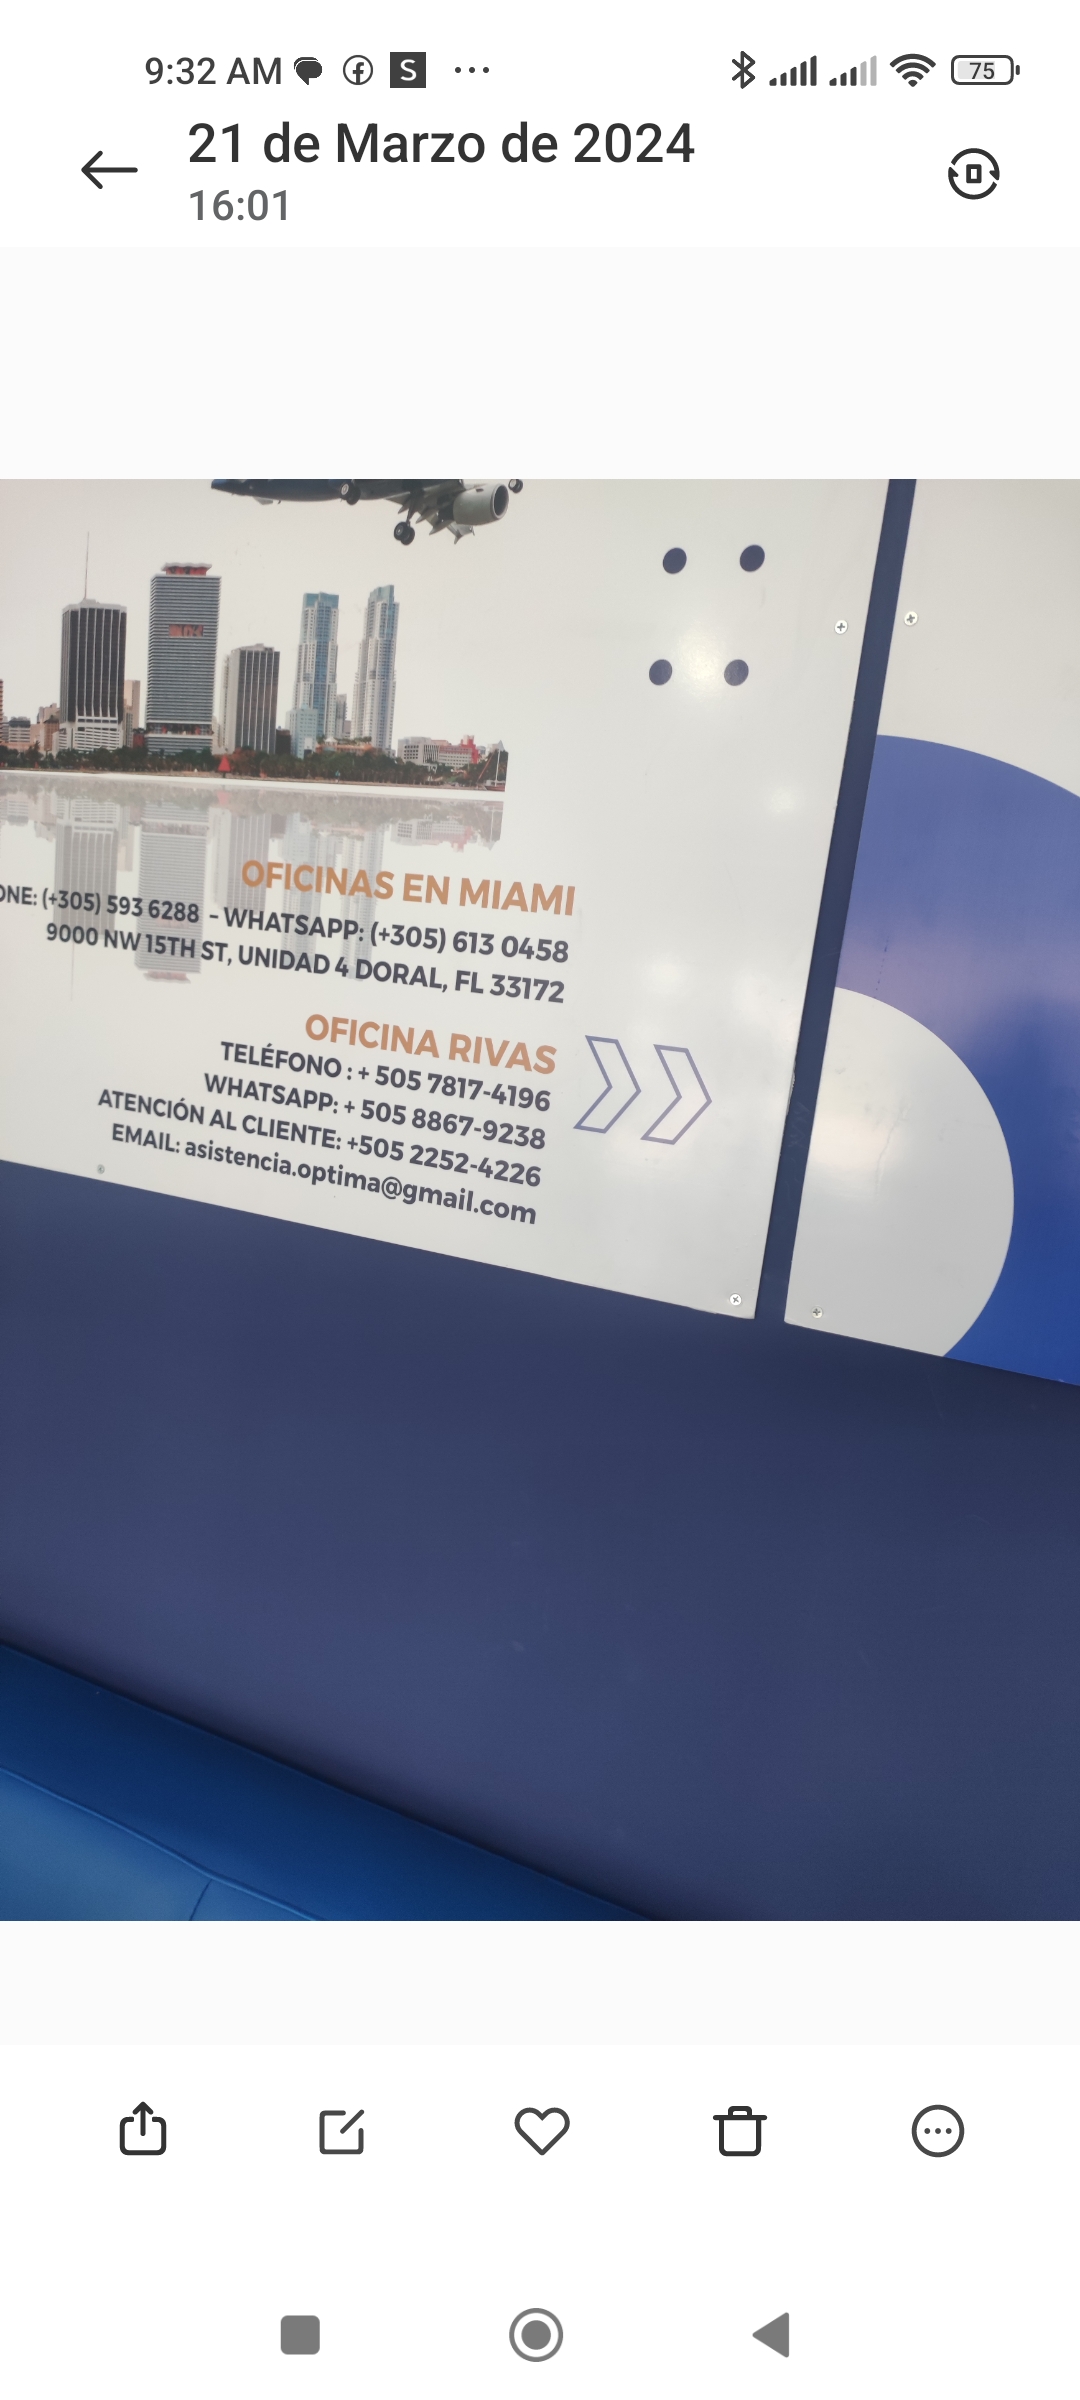 9:32 AM
75
21 de Marzo de 2024
16:01
OFICINAS EN MIAMI
(+305) 593 6288 - WHATSAPP: (+305) 613 0458
9000 NW 15TH ST, UNIDAD 4 DORAL, FL 33172
OFICINA RIVAS
TELÉFONO : + 505 7817-4196
WHATSAPP: + 505 8867-9238
ATENCIÓN AL CLIENTE: +505 2252-4226
EMAIL: asistencia.optima@gmail.com